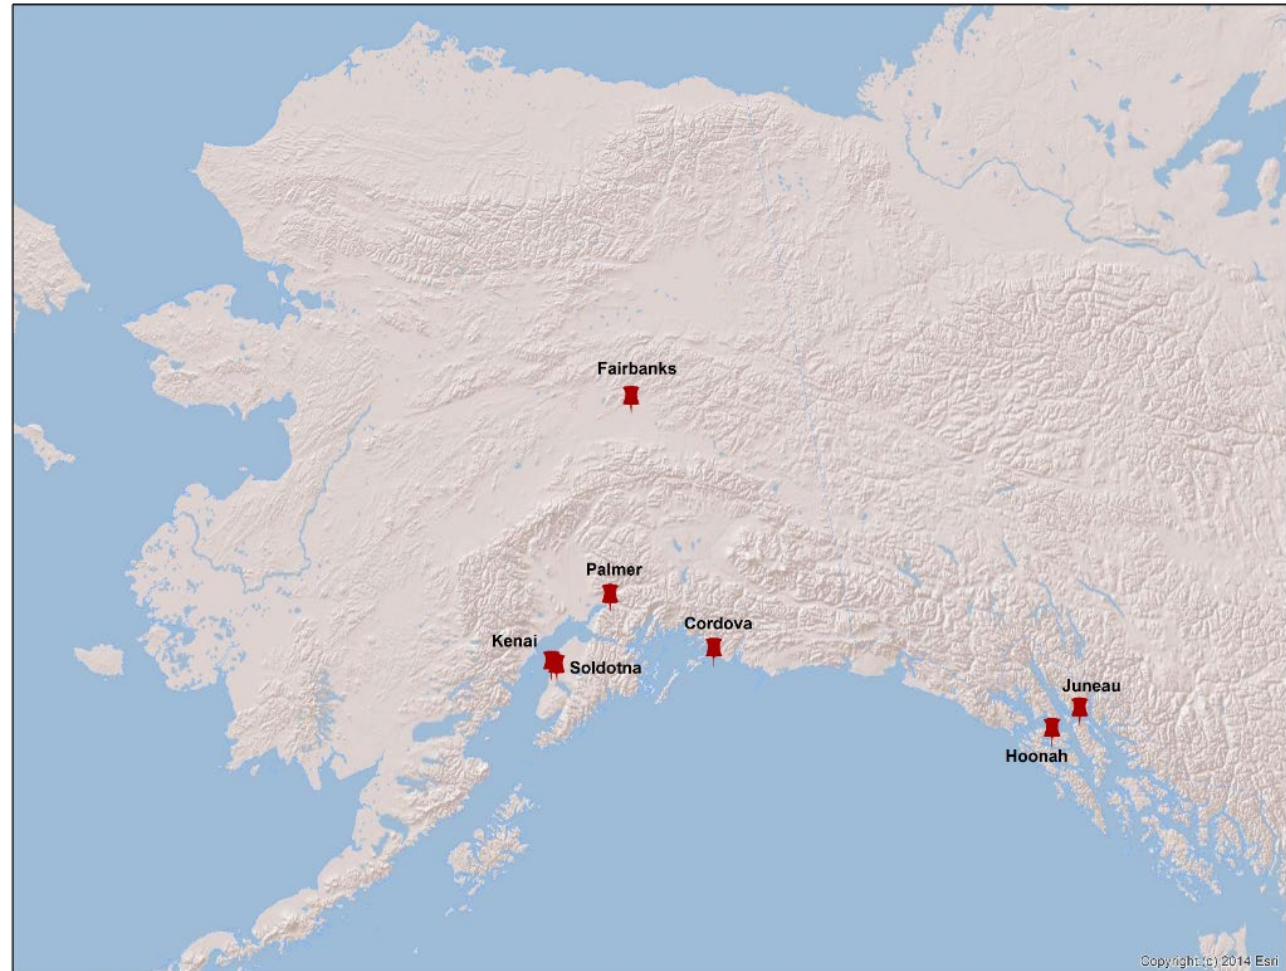 Fairbanks
Palmer
Cordova
Kenai
Soldotna
Juneau
Hoonah
Copyright:(c) 2014 Esri